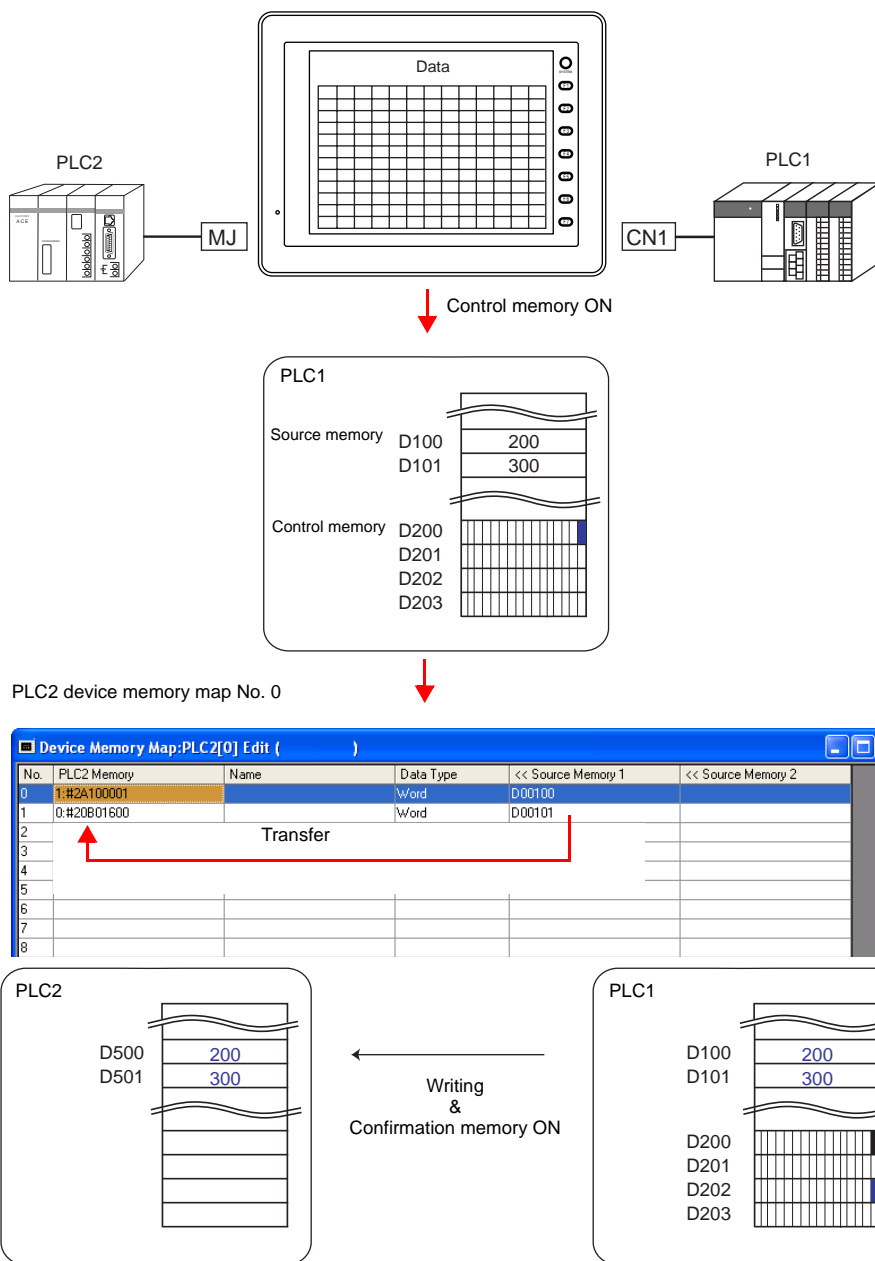 Data
PLC2
PLC1
ACE
MJ
CN1
Control memory ON
PLC1
Source memory
D100 200
D101 300
Control memory
D200
D201
D202
D203
PLC2 device memory map No. 0
Device Memory Map:PLC2[0] Edit ( )
No. PLC2 Memory Name Data Type << Source Memory 1 << Source Memory 2
0 1:#2A100001 Word D00100
1 0:#20B01600 Word D00101
2 Transfer
3
4
5
6
7
8
PLC2
D500 200
D501 300
Writing
&
Confirmation memory ON
PLC1
D100 200
D101 300
D200
D201
D202
D203